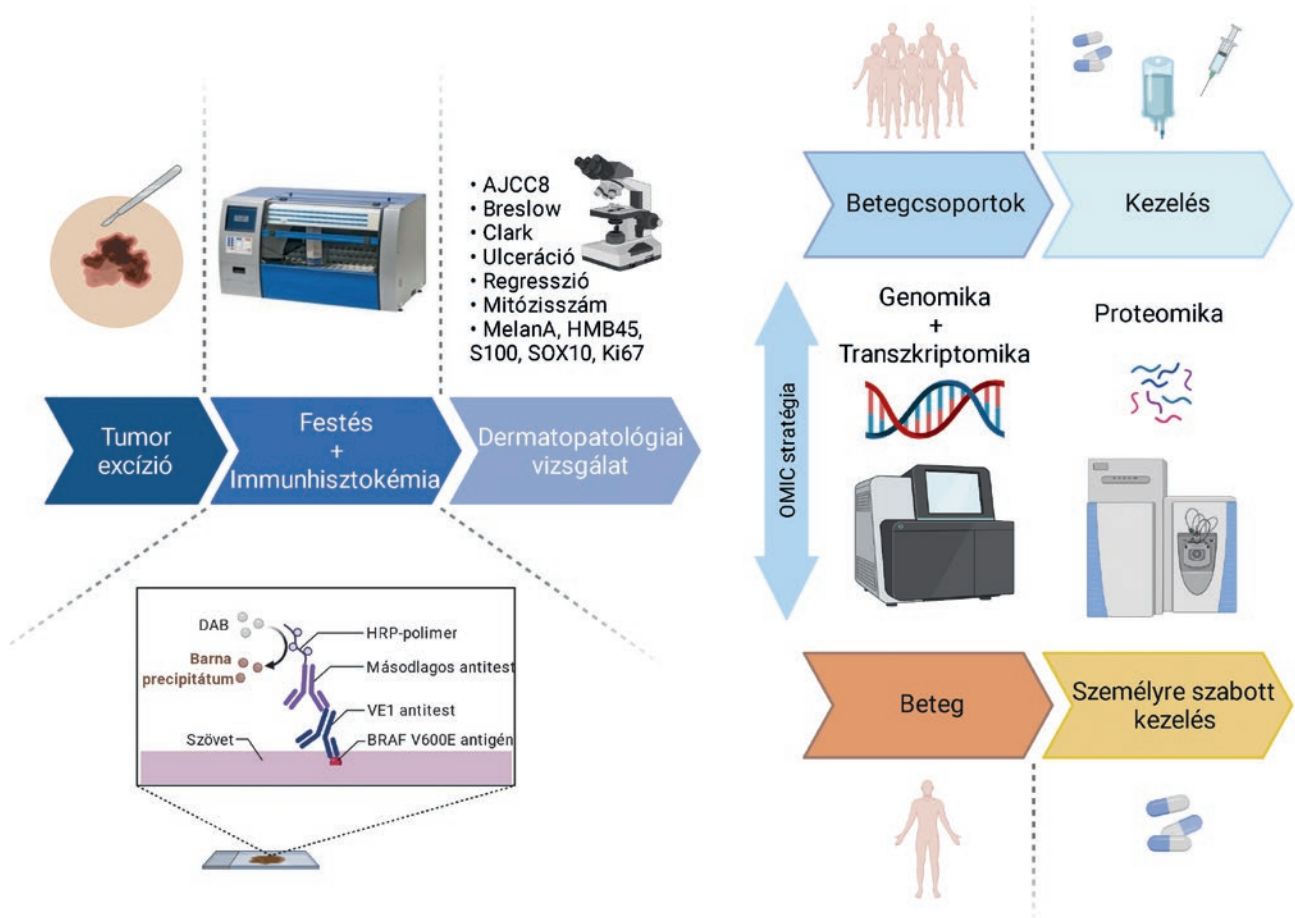 • AJCC8
• Breslow
• Clark
• Ulceráció
• Regresszió
• Mitózisszám
• MelanA, HMB45,
S100, SOX10, Ki67
Tumor
excízió
Festés
+
Immunhisztokémia
Dermatopatológiai
vizsgálat
DAB
Barna
precipitátum
HRP-polimer
Másodlagos antitest
VE1 antitest
BRAF V600E antigén
Szövet
Betegcsoportok
Kezelés
OMIC stratégia
Genomika
+
Transzkriptomika
Proteomika
Beteg
Személyre szabott
kezelés